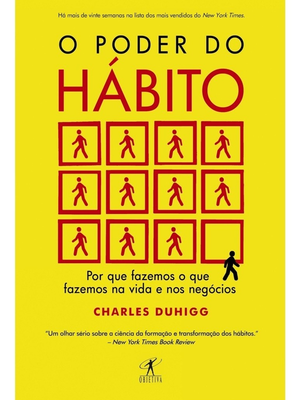 Há mais de vinte semanas na lista dos mais vendidos do New York Times.
O PODER DO
HÁBITO
Por que fazemos o que
fazemos na vida e nos negócios
CHARLES DUHIGG
"Um olhar sério sobre a ciência da formação e transformação dos hábitos."
– New York Times Book Review
OBJETIVA